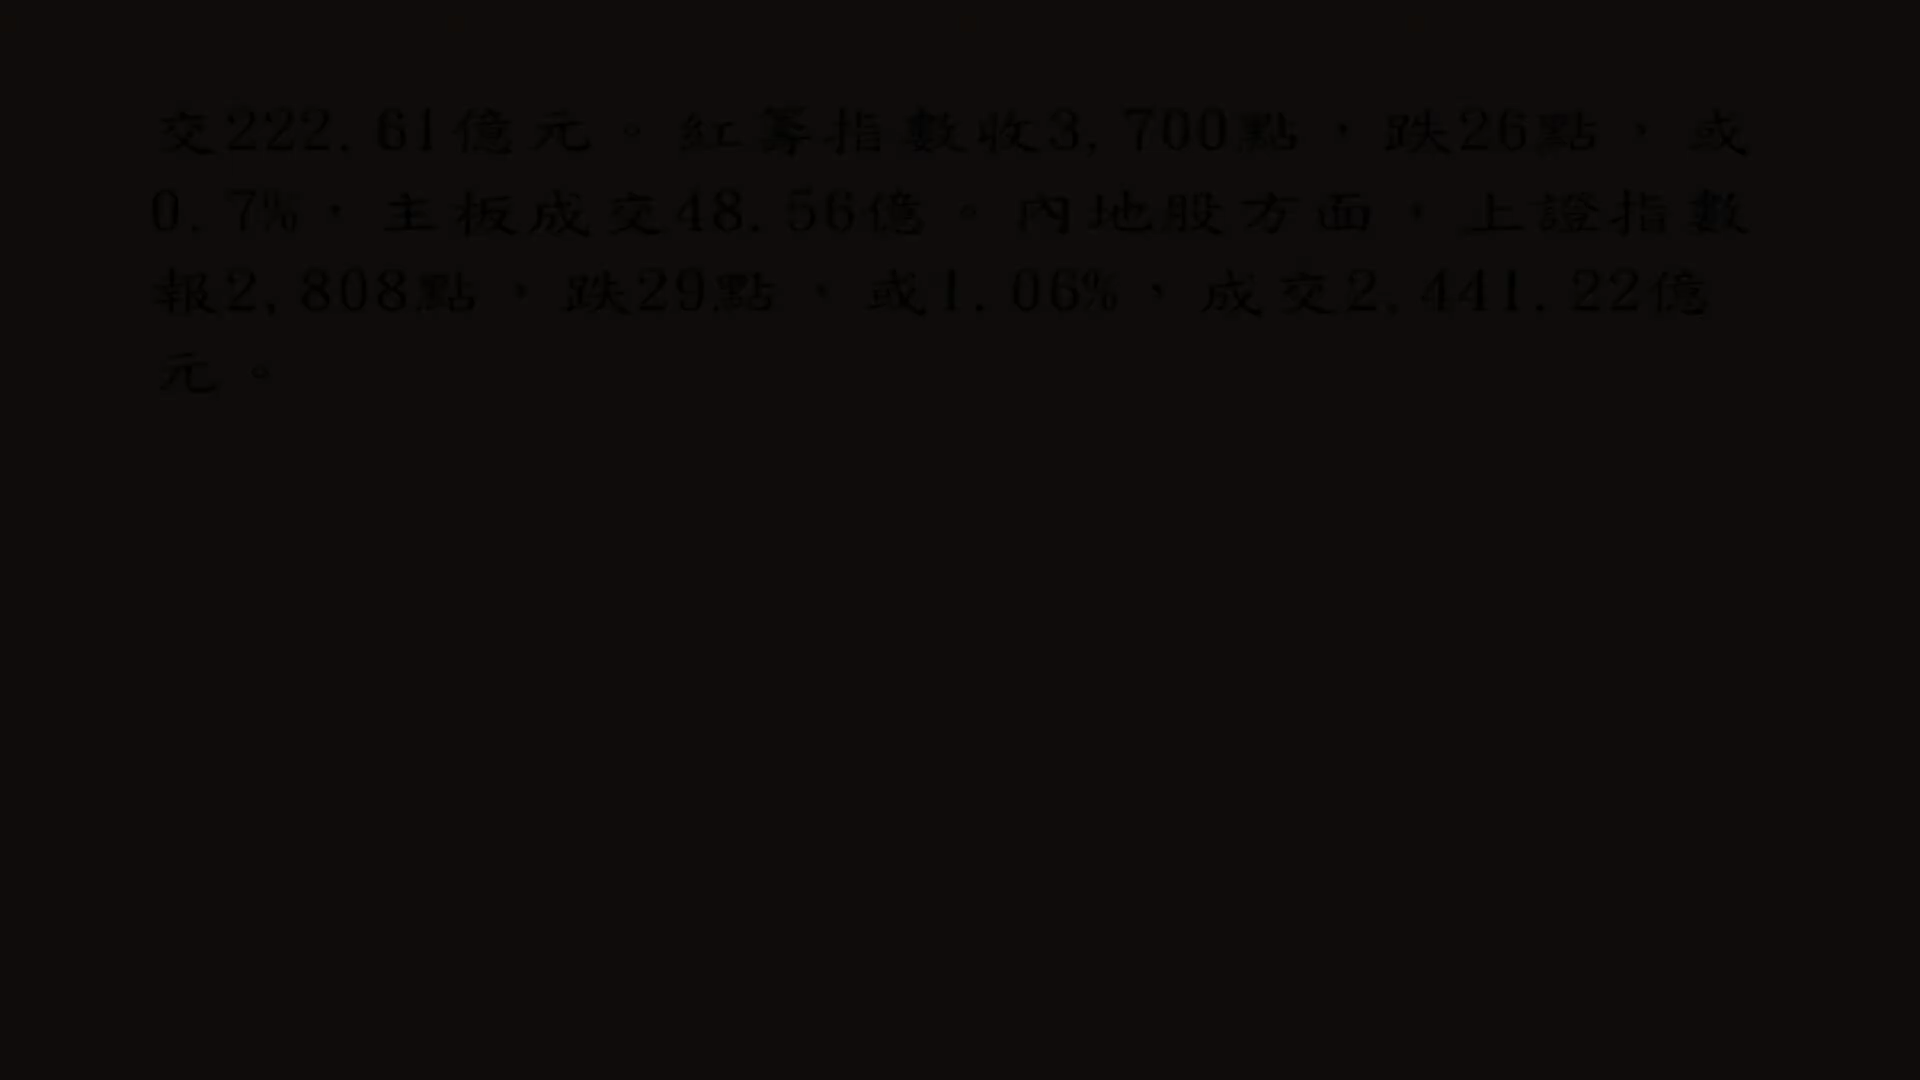 交222.61億元。紅籌指數收3,700點，跌26點，或
0.7%，主板成交48.56億。內地股方面，上證指數
報2,808點，跌29點，或1.06%，成交2,441.22億
元。